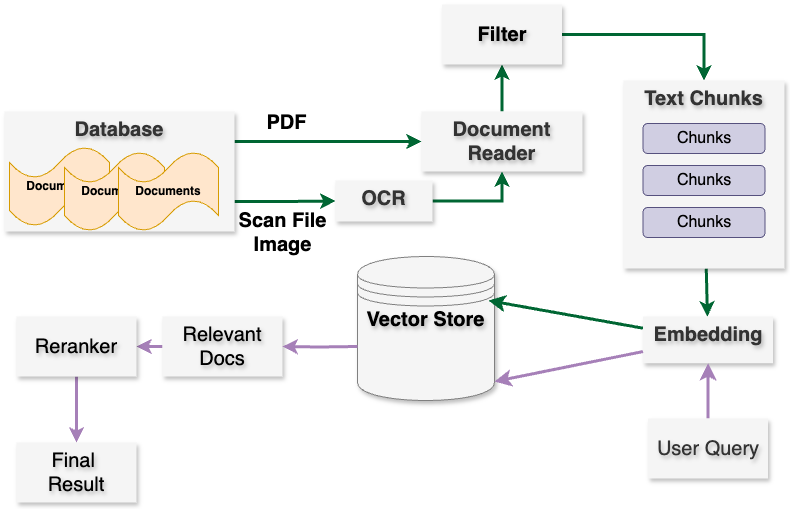 Filter
Text Chunks
Chunks
Chunks
Chunks
Database
Docum
Docum
Documents
PDF
Scan File
Image
OCR
Document
Reader
Embedding
User Query
Vector Store
Relevant
Docs
Reranker
Final
Result